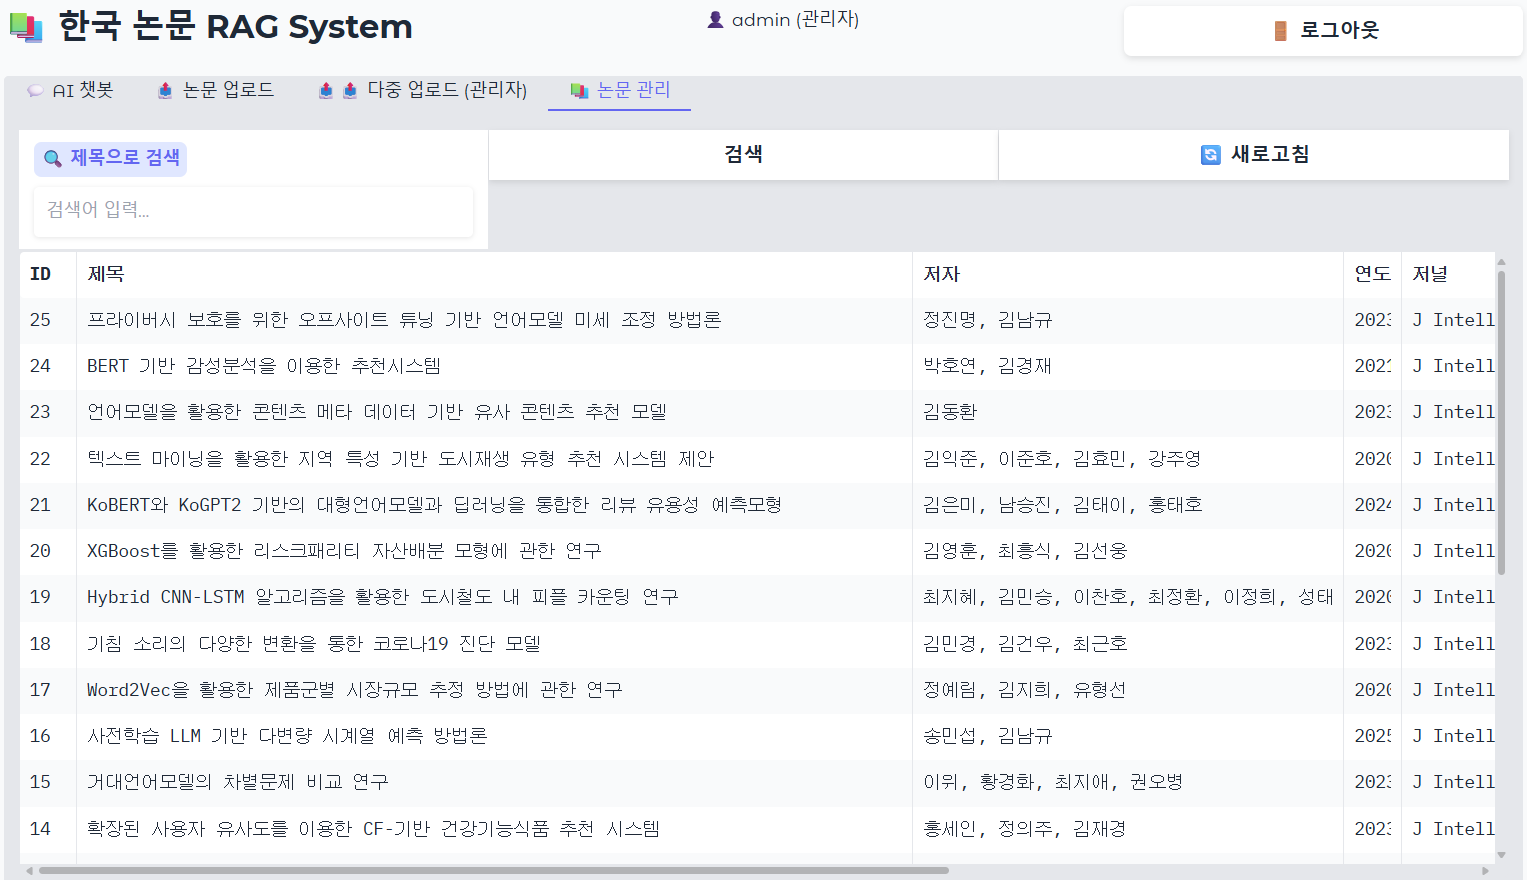 한국 논문 RAG System
admin (관리자)
로그아웃
AI 챗봇
논문 업로드
다중 업로드 (관리자)
논문 관리
제목으로 검색
검색
새로고침
검색어 입력...
ID 제목 저자 연도 저널
25 프라이버시 보호를 위한 오프사이트 튜닝 기반 언어모델 미세 조정 방법론 정진명, 김남규 2023 J Intell
24 BERT 기반 감성분석을 이용한 추천시스템 박호연, 김경재 2021 J Intell
23 언어모델을 활용한 콘텐츠 메타 데이터 기반 유사 콘텐츠 추천 모델 김동환 2023 J Intell
22 텍스트 마이닝을 활용한 지역 특성 기반 도시재생 유형 추천 시스템 제안 김익준, 이준호, 김효민, 강주영 2020 J Intell
21 KoBERT와 KoGPT2 기반의 대형언어모델과 딥러닝을 통합한 리뷰 유용성 예측모형 김은미, 남승진, 김태이, 홍태호 2024 J Intell
20 XGBoost를 활용한 리스크패리티 자산배분 모형에 관한 연구 김영훈, 최흥식, 김선웅 2020 J Intell
19 Hybrid CNN-LSTM 알고리즘을 활용한 도시철도 내 피플 카운팅 연구 최지혜, 김민승, 이찬호, 최정환, 이정희, 성태 2020 J Intell
18 기침 소리의 다양한 변환을 통한 코로나19 진단 모델 김민경, 김건우, 최근호 2023 J Intell
17 Word2Vec을 활용한 제품군별 시장규모 추정 방법에 관한 연구 정예림, 김지희, 유형선 2020 J Intell
16 사전학습 LLM 기반 다변량 시계열 예측 방법론 송민섭, 김남규 2025 J Intell
15 거대언어모델의 차별문제 비교 연구 이위, 황경화, 최지애, 권오병 2023 J Intell
14 확장된 사용자 유사도를 이용한 CF-기반 건강기능식품 추천 시스템 홍세인, 정의주, 김재경 2023 J Intell